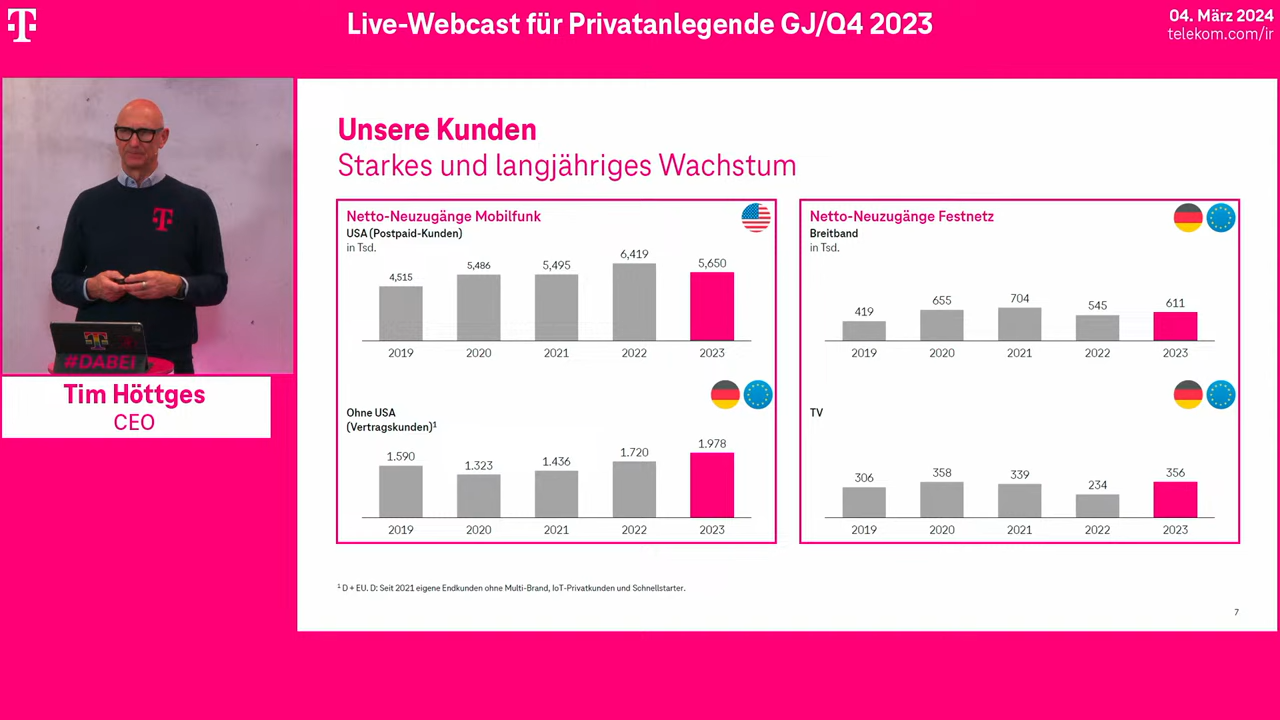 Live-Webcast für Privatanlegende GJ/Q4 2023
04. März 2024
telekom.com/ir
T
#DABEI
Tim Höttges
CEO
Unsere Kunden
Starkes und langjähriges Wachstum
Netto-Neuzugänge Mobilfunk
USA (Postpaid-Kunden)
in Tsd.
4,515
5,486
5,495
6,419
5,650
2019
2020
2021
2022
2023
Ohne USA
(Vertragskunden)¹
1.590
1.323
1.436
1.720
1.978
2019
2020
2021
2022
2023
Netto-Neuzugänge Festnetz
Breitband
in Tsd.
419
655
704
545
611
2019
2020
2021
2022
2023
TV
306
358
339
234
356
2019
2020
2021
2022
2023
¹ D + EU. D: Seit 2021 eigene Endkunden ohne Multi-Brand, IoT-Privatkunden und Schnellstarter.
7